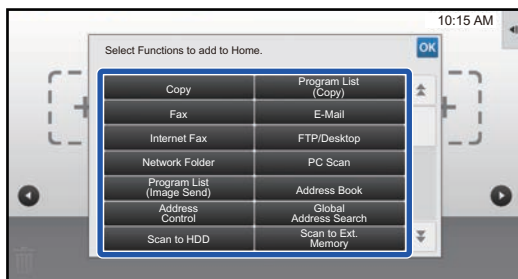 10:15 AM
Select Functions to add to Home.
OK
Copy
Program List
(Copy)
Fax
E-Mail
Internet Fax
FTP/Desktop
Network Folder
PC Scan
Program List
(Image Send)
Address Book
Address
Control
Global
Address Search
Scan to HDD
Scan to Ext.
Memory